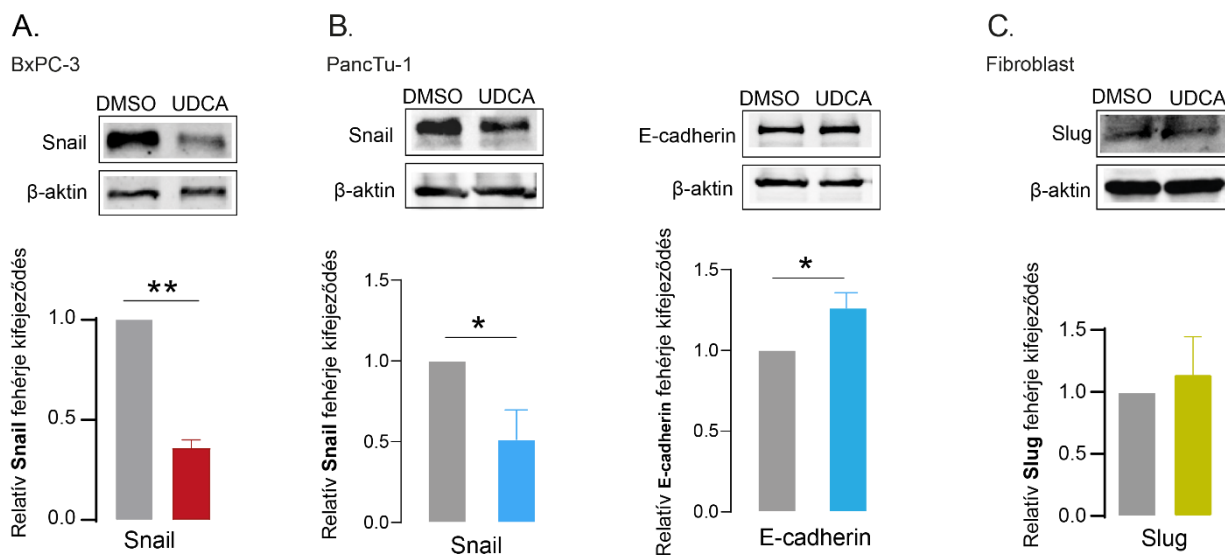 A.
BxPC-3
DMSO UDCA
Snail
β-aktin
Relatív Snail fehérje kifejeződés
**
1.0
0.5
0.0
Snail
B.
PancTu-1
DMSO UDCA
Snail
β-aktin
Relatív Snail fehérje kifejeződés
1.5
*
1.0
0.5
0.0
Snail
DMSO UDCA
E-cadherin
β-aktin
Relatív E-cadherin fehérje kifejeződés
*
1.5
1.0
0.5
0.0
E-cadherin
C.
Fibroblast
DMSO UDCA
Slug
β-aktin
Relatív Slug fehérje kifejeződés
1.5
1.0
0.5
0.0
Slug